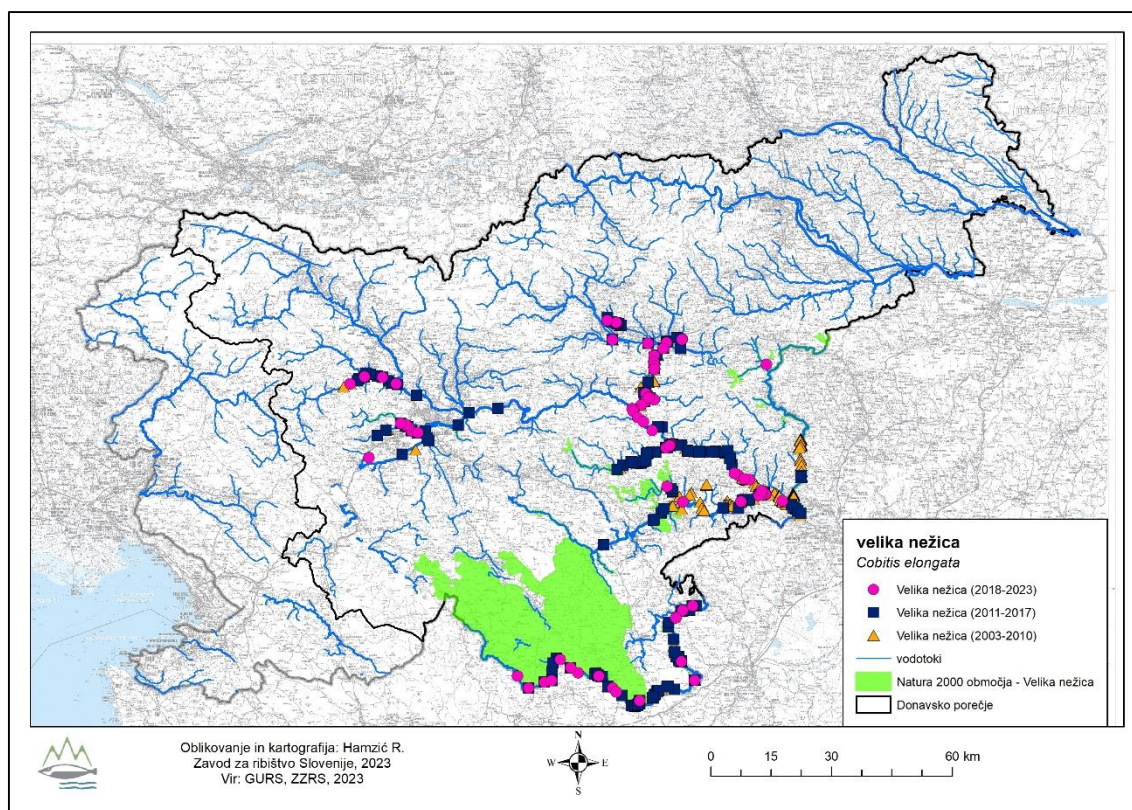 velika nežica
Cobitis elongata
Velika nežica (2018-2023)
Velika nežica (2011-2017)
Velika nežica (2003-2010)
vodotoki
Natura 2000 območja - Velika nežica
Donavsko porečje
Oblikovanje in kartografija: Hamzić R.
Zavod za ribištvo Slovenije, 2023
Vir: GURS, ZZRS, 2023
N
W E
S
0 15 30 60 km